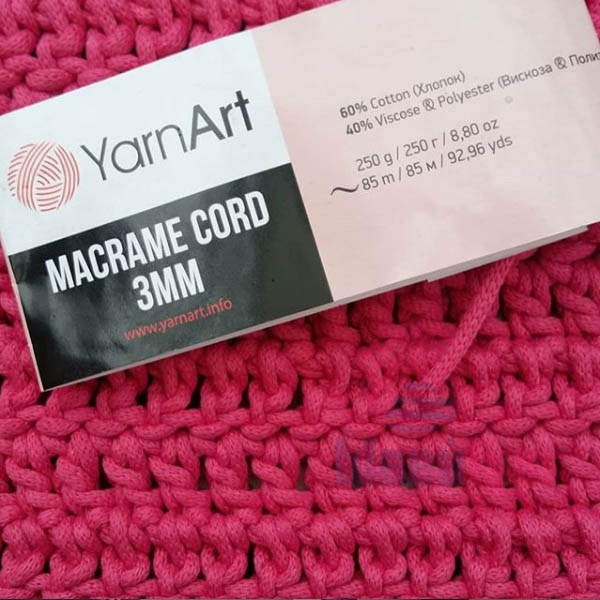 YarnArt
MACRAME CORD
3MM
www.yarnart.info
60% Cotton (Хлопок)
40% Viscose & Polyester (Вискоза & Поли
250 g / 250 г / 8,80 oz
~ 85 m / 85 м / 92,96 yds